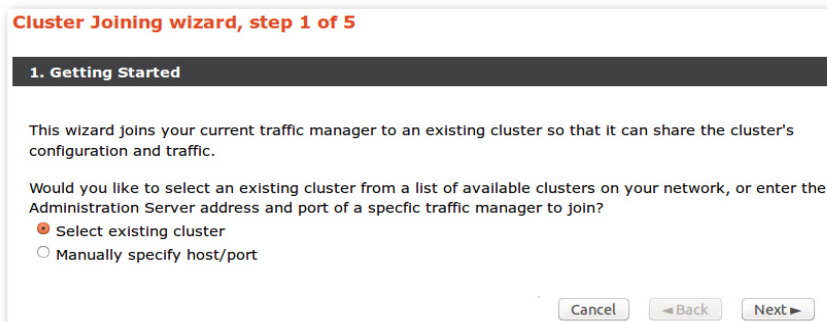 Cluster Joining wizard, step 1 of 5
1. Getting Started
This wizard joins your current traffic manager to an existing cluster so that it can share the cluster's
configuration and traffic.
Would you like to select an existing cluster from a list of available clusters on your network, or enter the
Administration Server address and port of a specfic traffic manager to join?
Select existing cluster
Manually specify host/port
Cancel ◄Back Next►